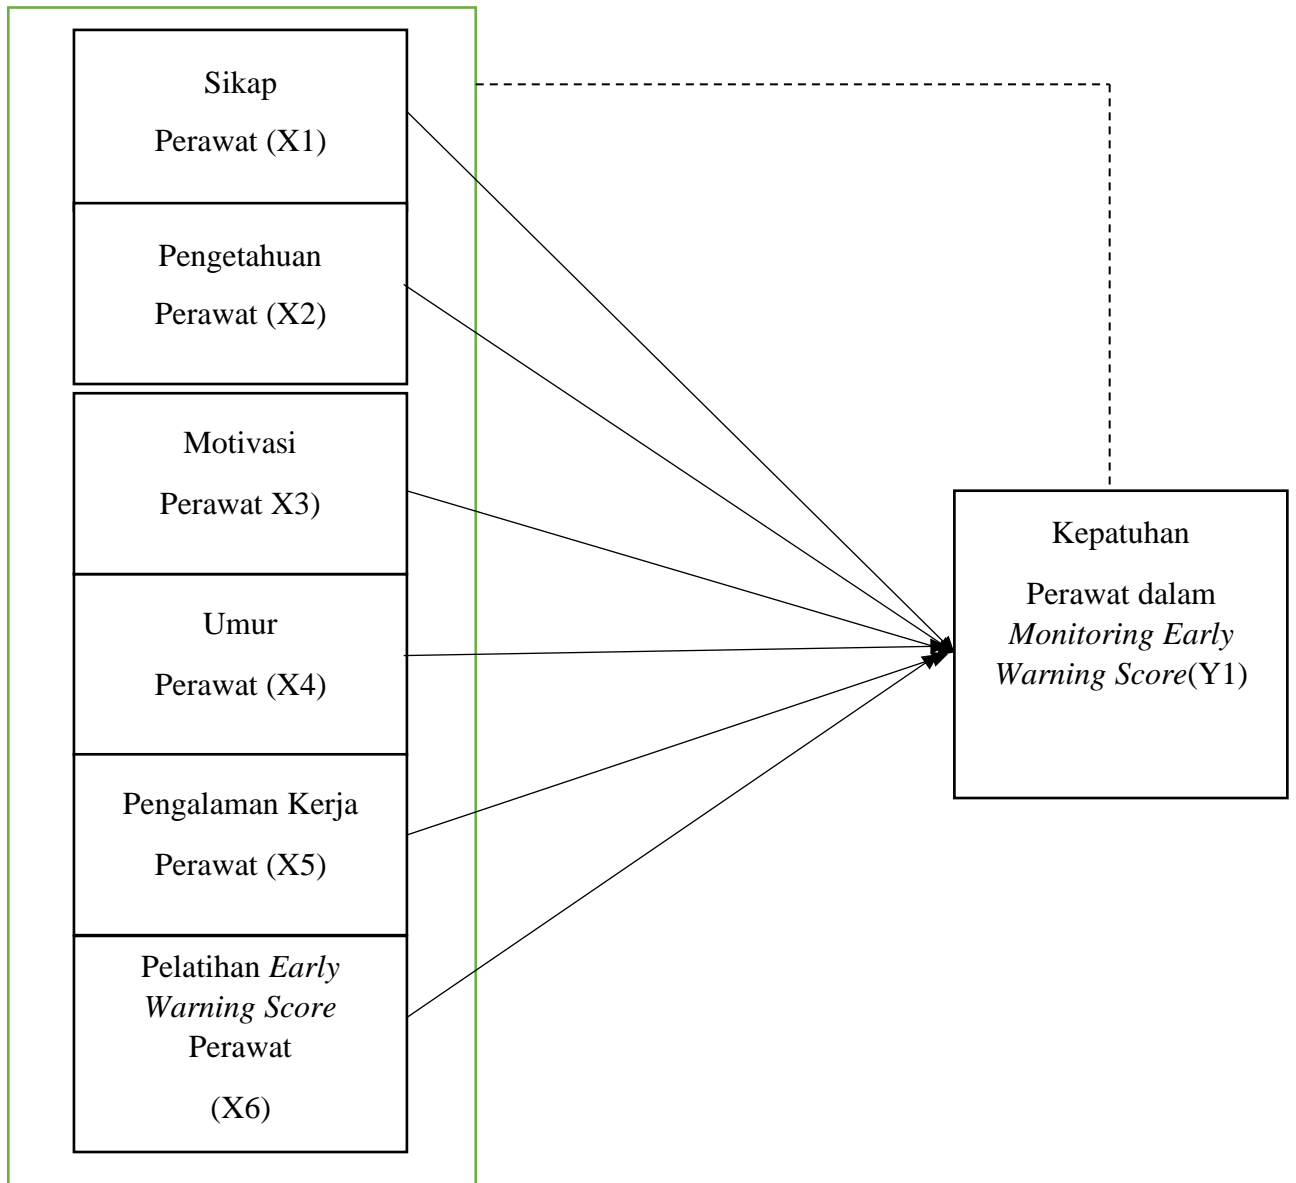 Sikap
Perawat (X1)
Pengetahuan
Perawat (X2)
Motivasi
Perawat X3)
Umur
Perawat (X4)
Pengalaman Kerja
Perawat (X5)
Pelatihan Early
Warning Score
Perawat
(X6)
Kepatuhan
Perawat dalam
Monitoring Early
Warning Score(Y1)